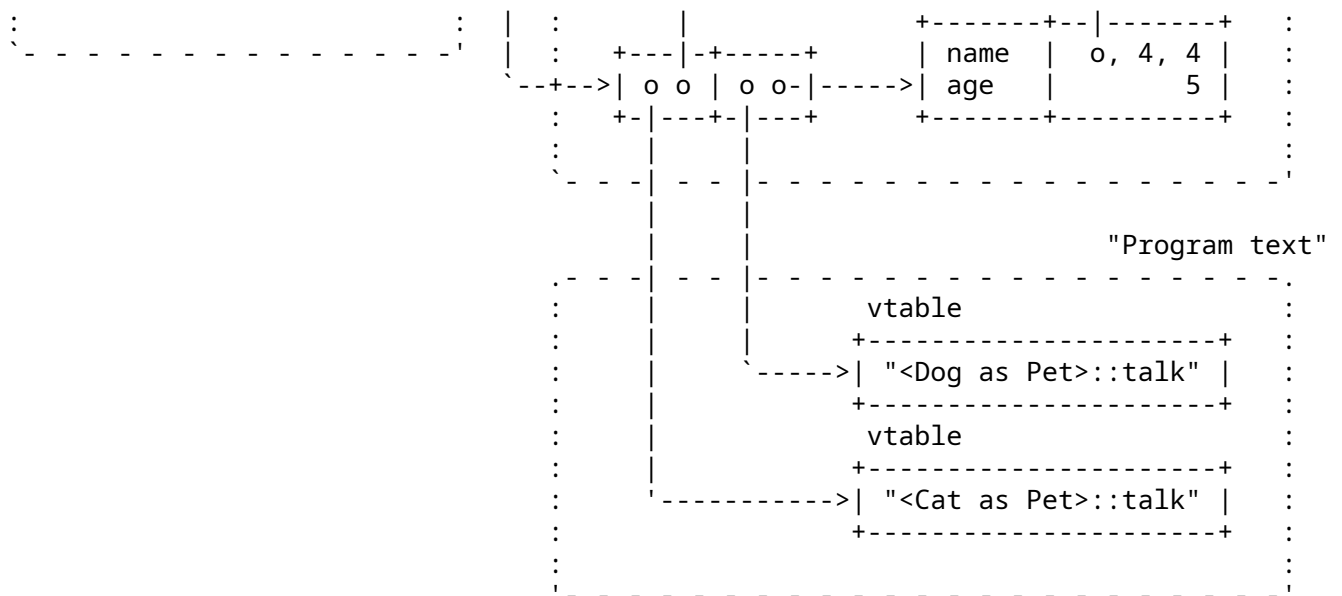 name o, 4, 4
o o o o age 5
"Program text"
vtable
"<Dog as Pet>::talk"
vtable
"<Cat as Pet>::talk"